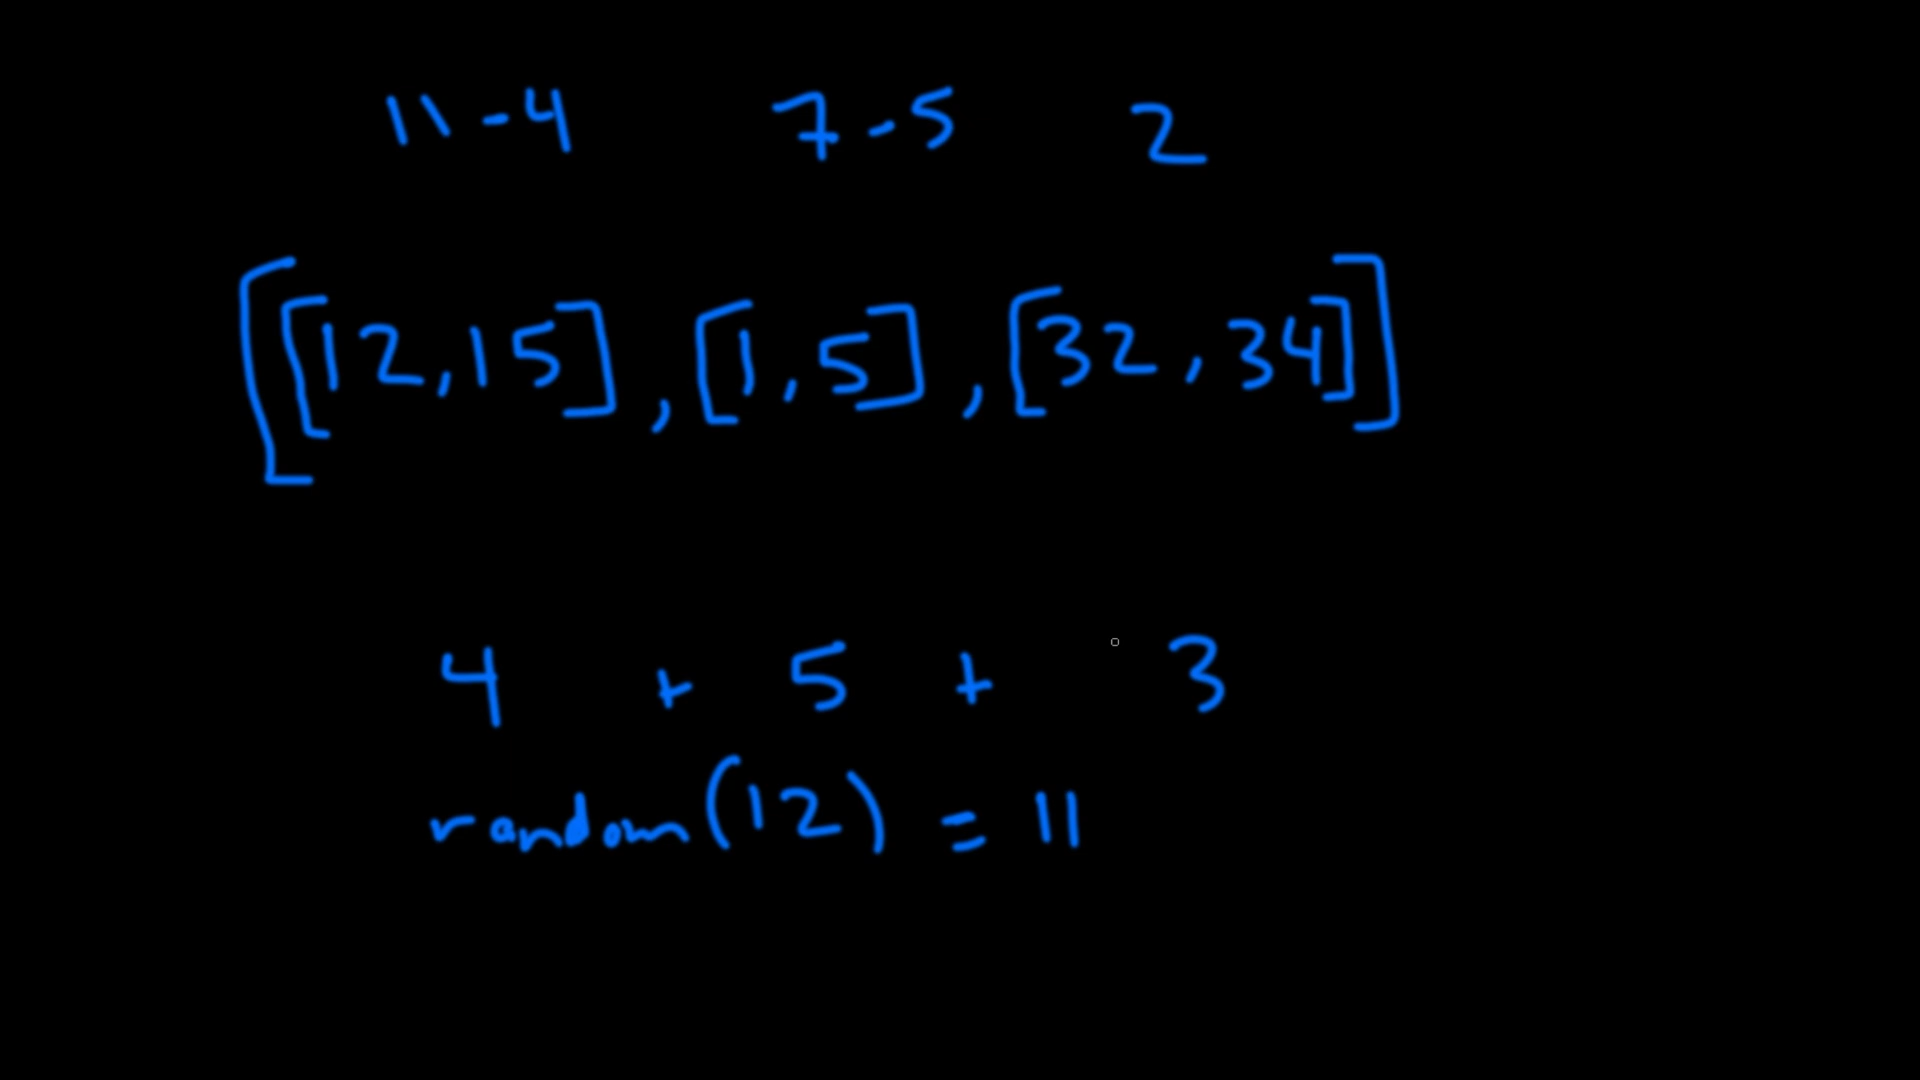 11-4 7-5 2
[[12,15],[1,5],[32,34]]
4 + 5 + 3
random(12) = 11